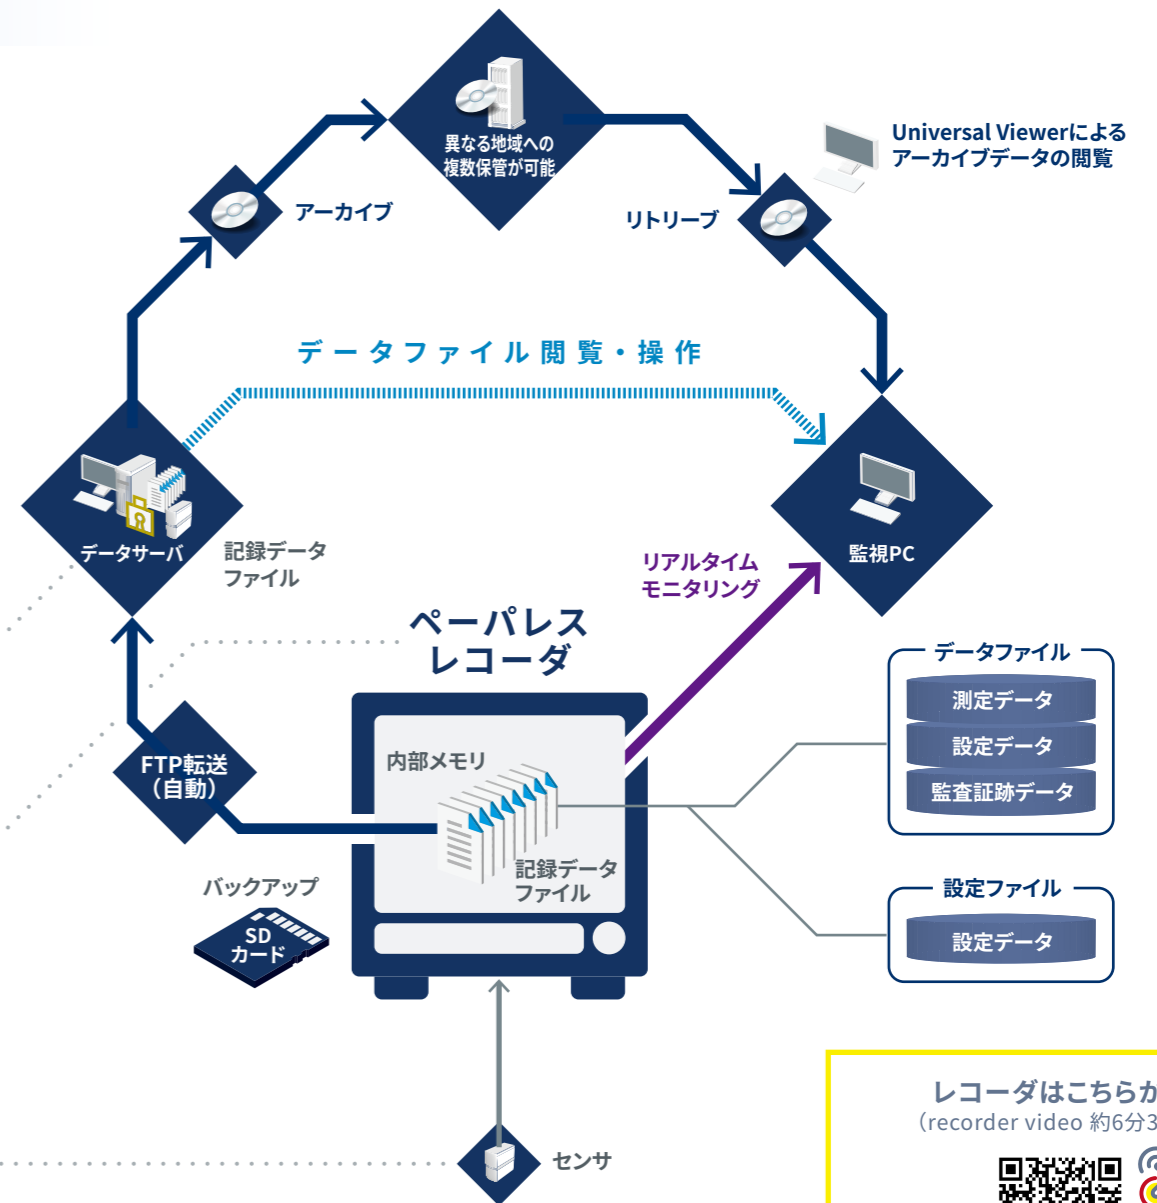 異なる地域への
複数保管が可能
Universal Viewerによる
アーカイブデータの閲覧
アーカイブ
リトリーブ
データファイル閲覧・操作
データサーバ
記録データ
ファイル
監視PC
リアルタイム
モニタリング
ペーパレス
レコーダ
FTP転送
（自動）
内部メモリ
記録データ
ファイル
バックアップ
SD
カード
データファイル
測定データ
設定データ
監査証跡データ
設定ファイル
設定データ
センサ
レコーダはこちらか
（recorder video 約6分3